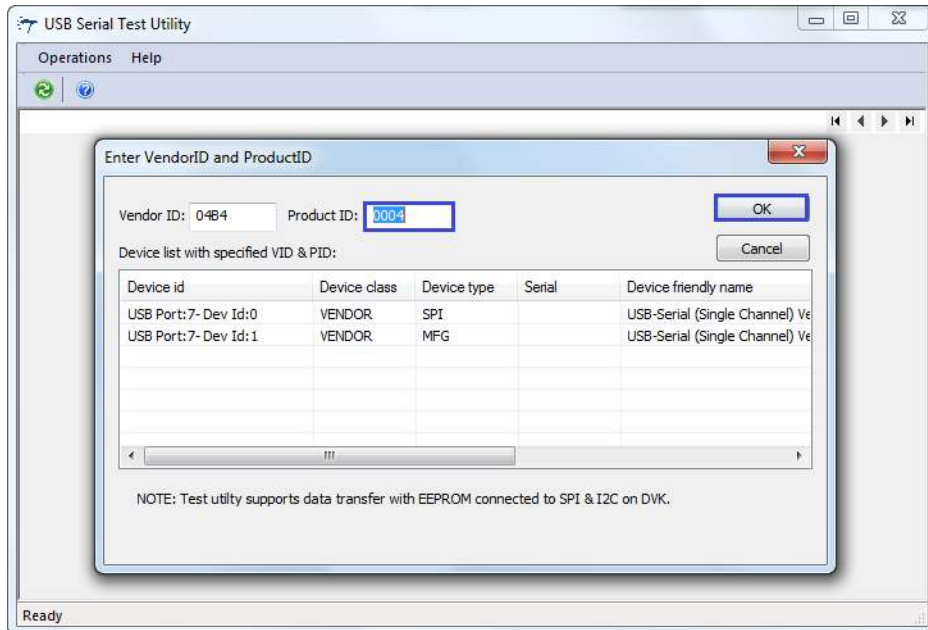 USB Serial Test Utility
Operations Help
Enter VendorID and ProductID
Vendor ID: 04B4 Product ID: 0004 OK
Device list with specified VID & PID: Cancel
Device id Device class Device type Serial Device friendly name
USB Port:7- Dev Id:0 VENDOR SPI USB-Serial (Single Channel) Ve
USB Port:7- Dev Id:1 VENDOR MFG USB-Serial (Single Channel) Ve
NOTE: Test utilty supports data transfer with EEPROM connected to SPI & I2C on DVK.
Ready